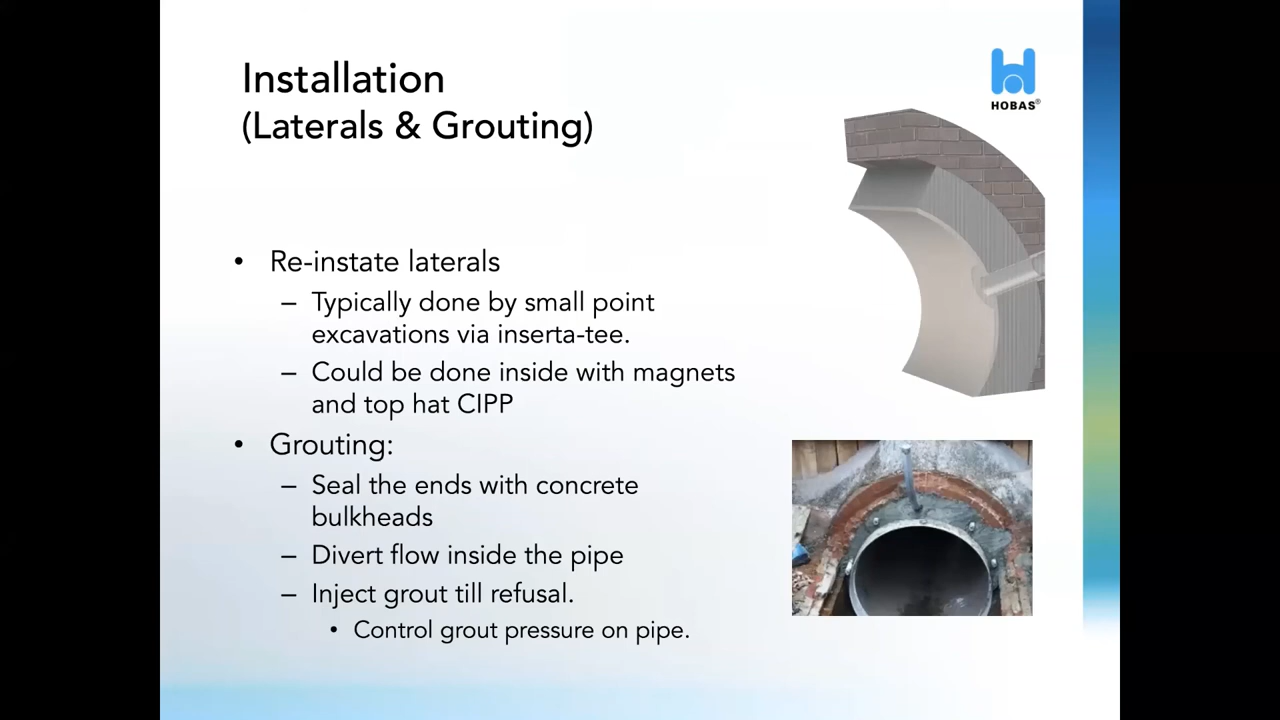 Installation
(Laterals & Grouting)
HOBAS®
• Re-instate laterals
– Typically done by small point
excavations via inserta-tee.
– Could be done inside with magnets
and top hat CIPP
• Grouting:
– Seal the ends with concrete
bulkheads
– Divert flow inside the pipe
– Inject grout till refusal.
• Control grout pressure on pipe.